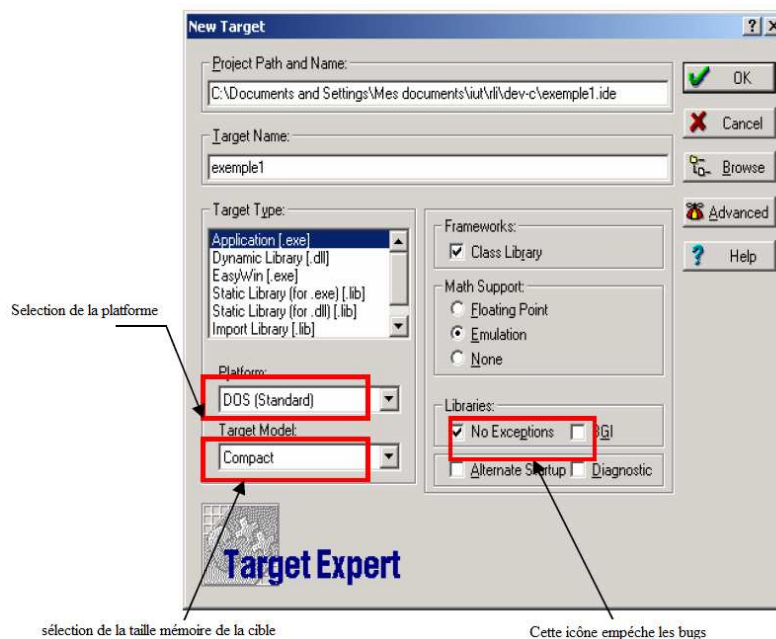 New Target
Project Path and Name:
C:\Documents and Settings\Mes documents\iut\rli\dev-c\exemple1.ide
OK
Cancel
Target Name:
exemple1
Browse
Target Type:
Application [.exe]
Dynamic Library [.dll]
EasyWin [.exe]
Static Library (for .exe) [.lib]
Static Library (for .dll) [.lib]
Import Library [.lib]
Frameworks:
Class Library
Advanced
Help
Math Support:
Floating Point
Emulation
None
Selection de la platforme
Platform:
DOS (Standard)
Target Model:
Compact
Libraries:
No Exceptions
BGI
Alternate Startup
Diagnostic
Target Expert
sélection de la taille mémoire de la cible
Cette icône empéche les bugs